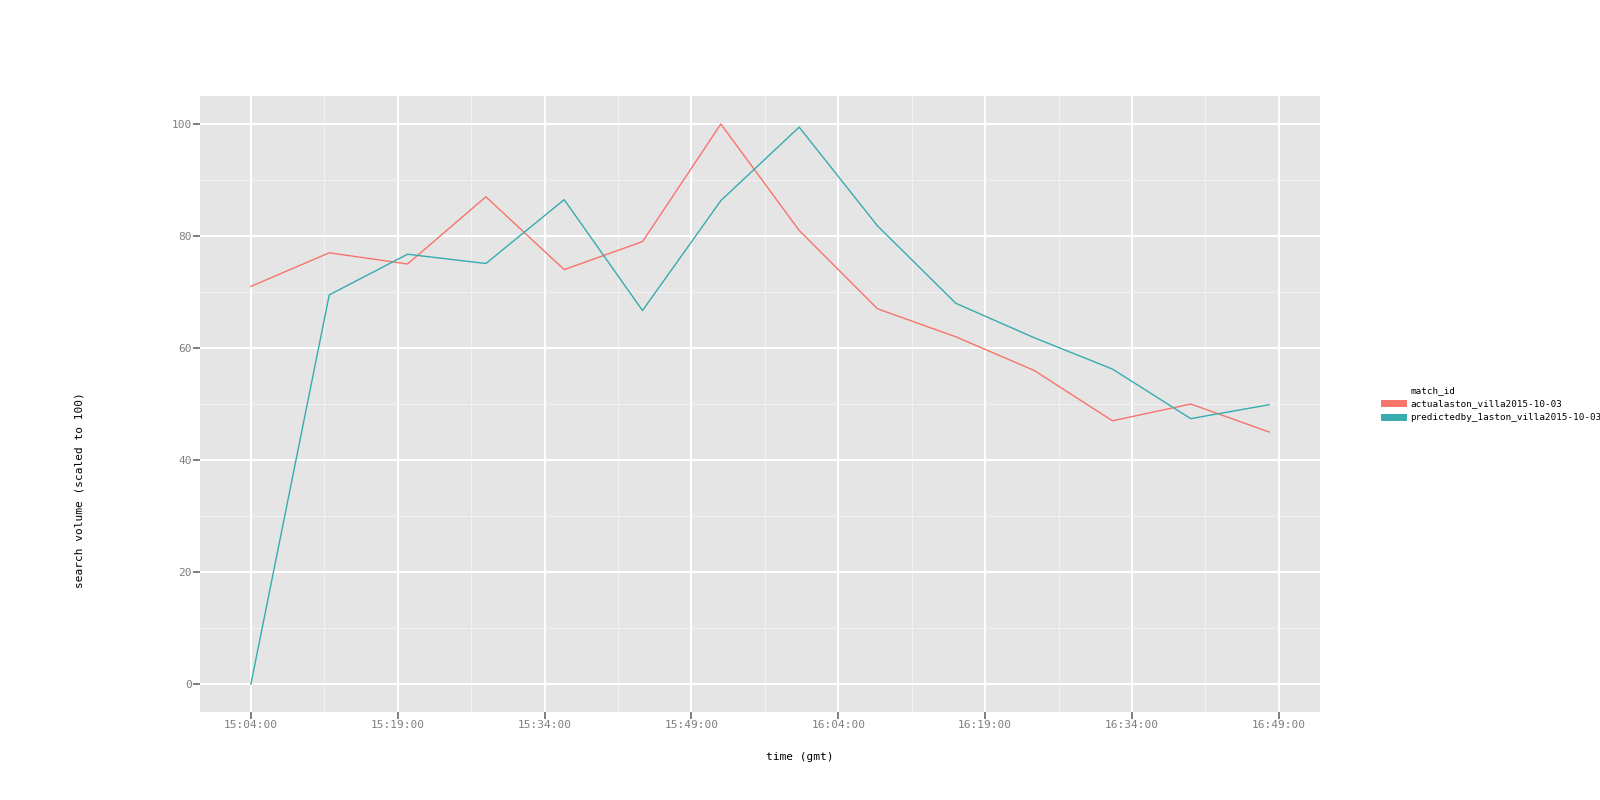 100
80
60
40
20
0
search volume (scaled to 100)
15:04:00 15:19:00 15:34:00 15:49:00 16:04:00 16:19:00 16:34:00 16:49:00
time (gmt)
match_id
actualaston_villa2015-10-03
predictedby_1aston_villa2015-10-03